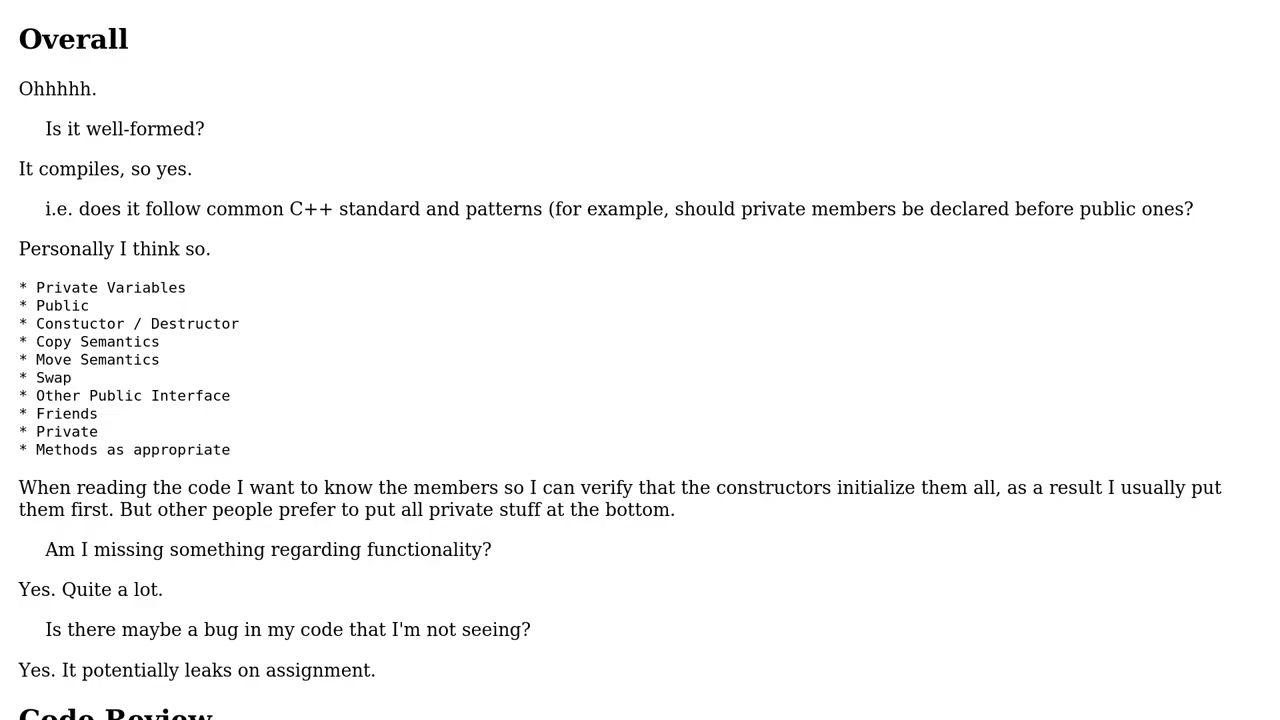 Overall
Ohhhhh.
Is it well-formed?
It compiles, so yes.
i.e. does it follow common C++ standard and patterns (for example, should private members be declared before public ones?
Personally I think so.
* Private Variables
* Public
* Constuctor / Destructor
* Copy Semantics
* Move Semantics
* Swap
* Other Public Interface
* Friends
* Private
* Methods as appropriate
When reading the code I want to know the members so I can verify that the constructors initialize them all, as a result I usually put
them first. But other people prefer to put all private stuff at the bottom.
Am I missing something regarding functionality?
Yes. Quite a lot.
Is there maybe a bug in my code that I'm not seeing?
Yes. It potentially leaks on assignment.
Code Review